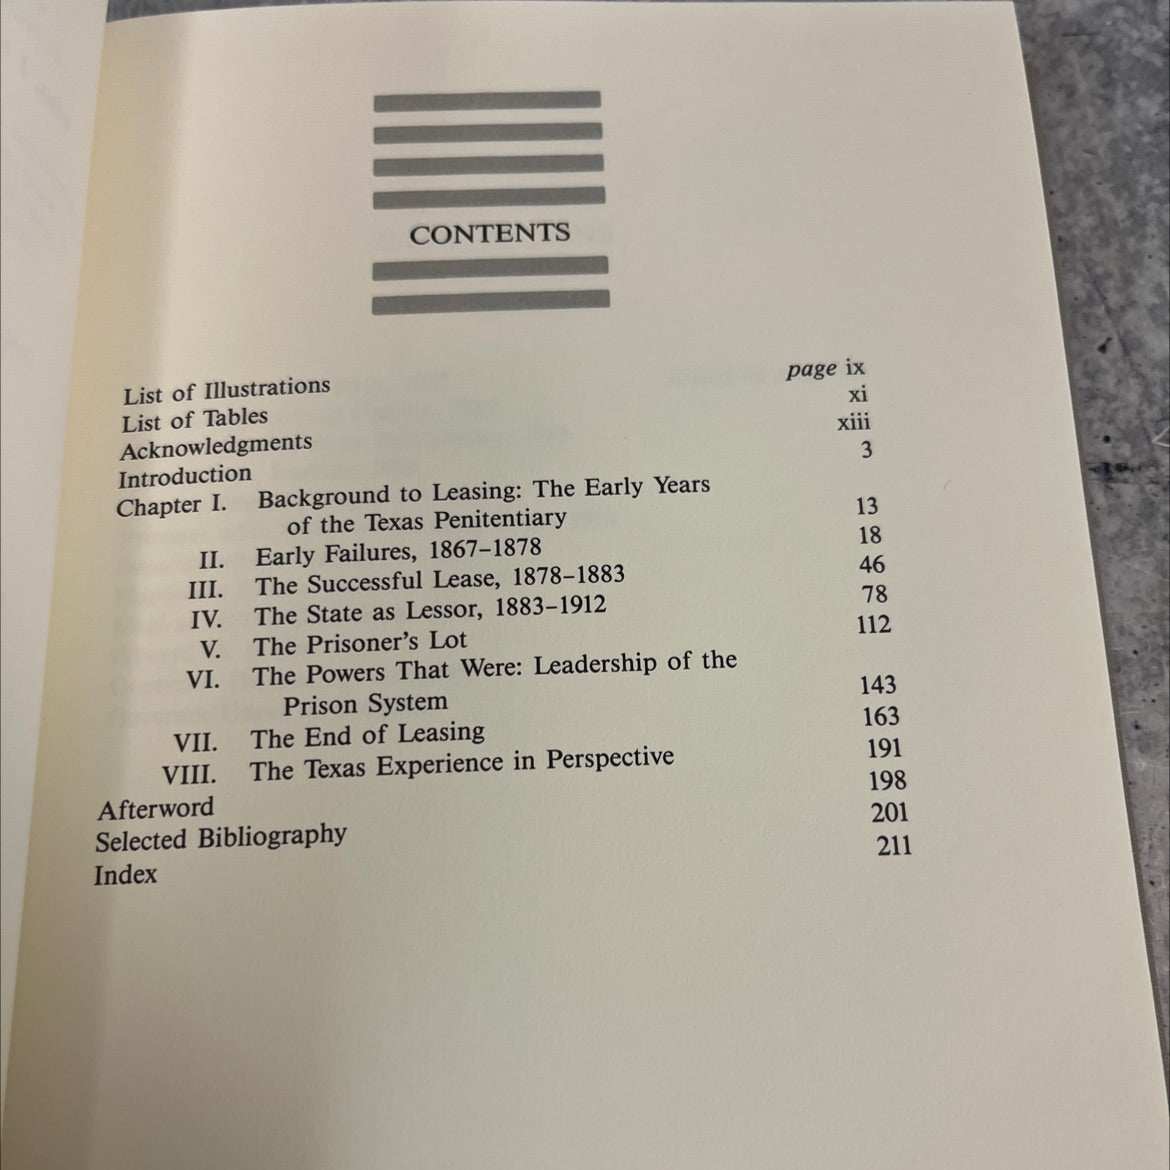 CONTENTS
List of Illustrations page ix
List of Tables xi
Acknowledgments xiii
Introduction 3
Chapter I. Background to Leasing: The Early Years
of the Texas Penitentiary 13
II. Early Failures, 1867–1878 18
III. The Successful Lease, 1878–1883 46
IV. The State as Lessor, 1883–1912 78
V. The Prisoner's Lot 112
VI. The Powers That Were: Leadership of the
Prison System 143
VII. The End of Leasing 163
VIII. The Texas Experience in Perspective 191
Afterword 198
Selected Bibliography 201
Index 211